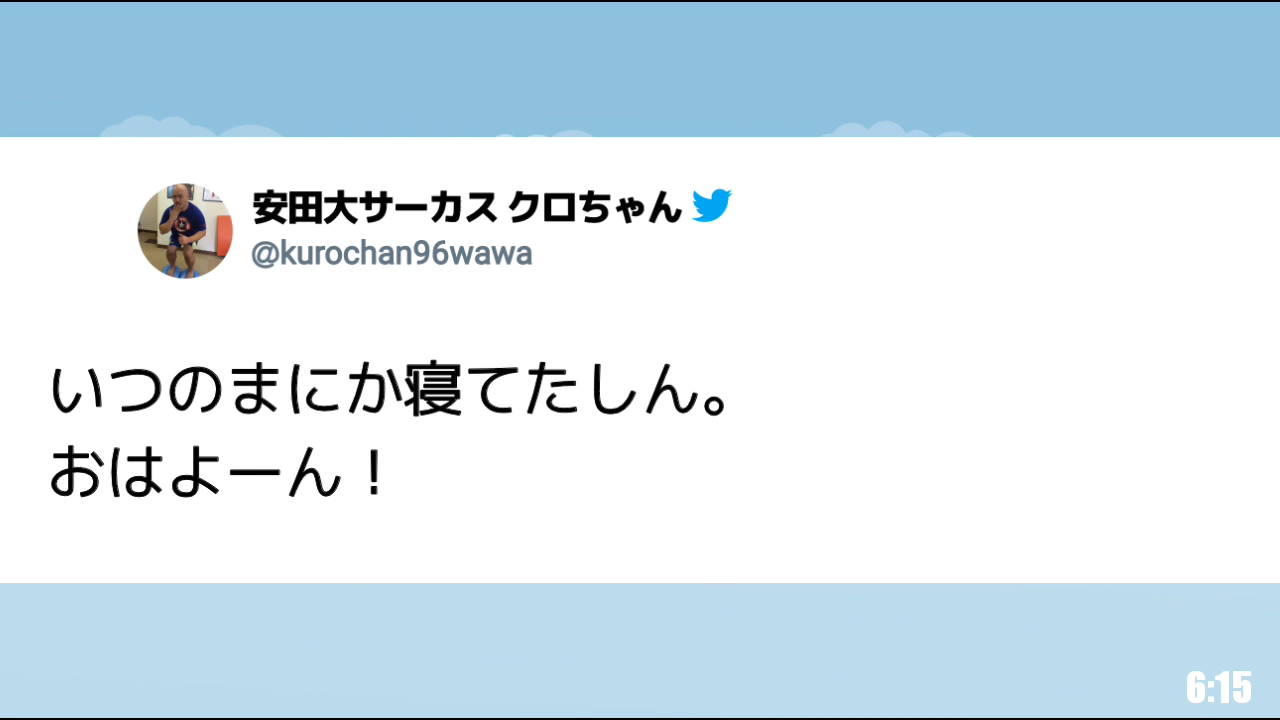 安田大サーカス クロちゃん
@kurochan96wawa
いつのまにか寝てたしん。
おはよーん！
6:15